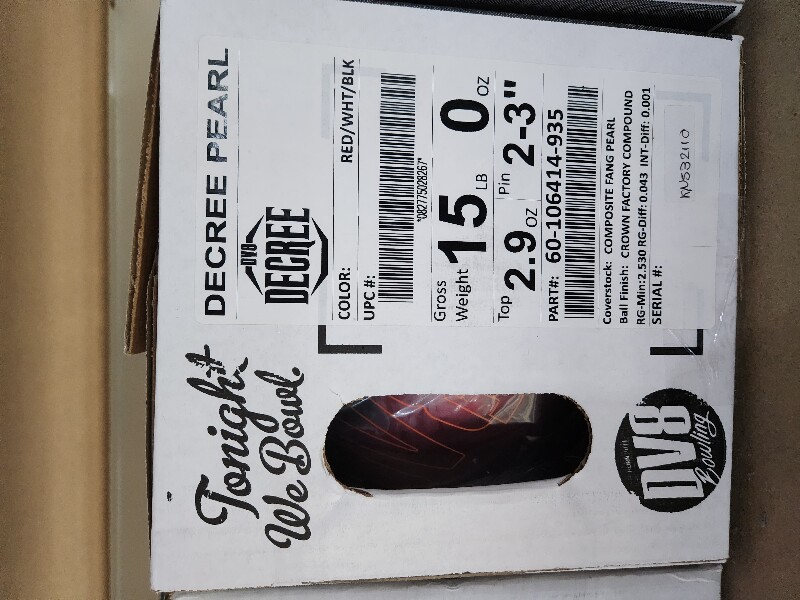 DECREE PEARL
DV8
DECREE
COLOR: RED/WHT/BLK
UPC #:
*082775028267*
Gross Weight 15 LB 0 OZ
Top 2.9 OZ Pin 2-3"
PART#: 60-106414-935
Coverstock: COMPOSITE FANG PEARL
Ball Finish: CROWN FACTORY COMPOUND
RG-Min:2.530 RG-Diff: 0.043 INT-Diff: 0.001
SERIAL #:
Tonight
We Bowl.
DV8
Bowling